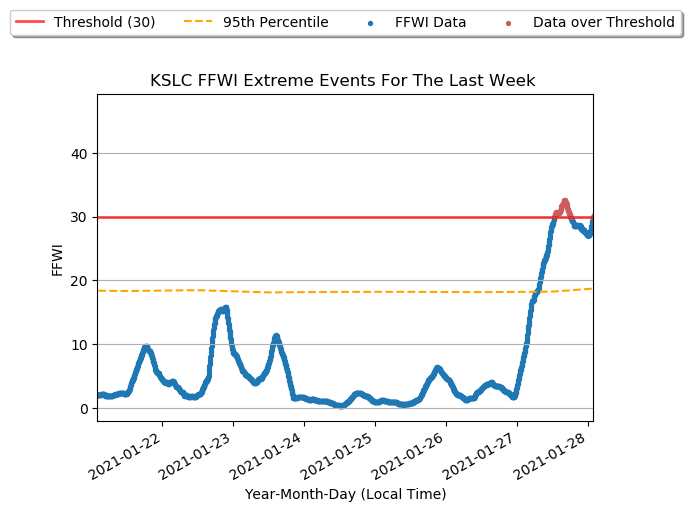 Threshold (30) 95th Percentile FFWI Data Data over Threshold
KSLC FFWI Extreme Events For The Last Week
40
30
20
10
0
FFWI
2021-01-22 2021-01-23 2021-01-24 2021-01-25 2021-01-26 2021-01-27 2021-01-28
Year-Month-Day (Local Time)